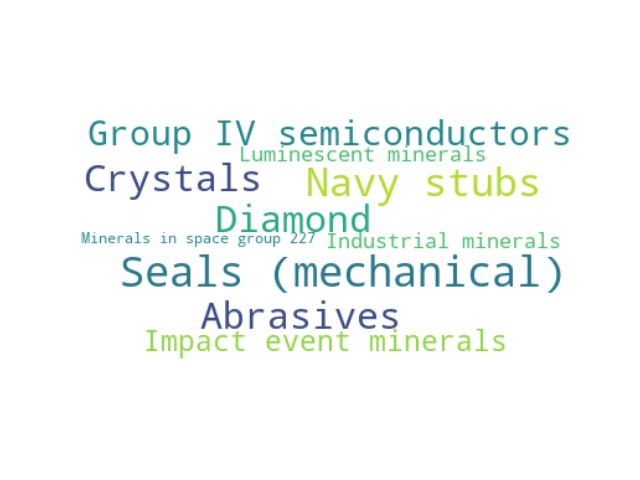 Group IV semiconductors
Luminescent minerals
Crystals
Navy stubs
Diamond
Minerals in space group 227
Industrial minerals
Seals (mechanical)
Abrasives
Impact event minerals